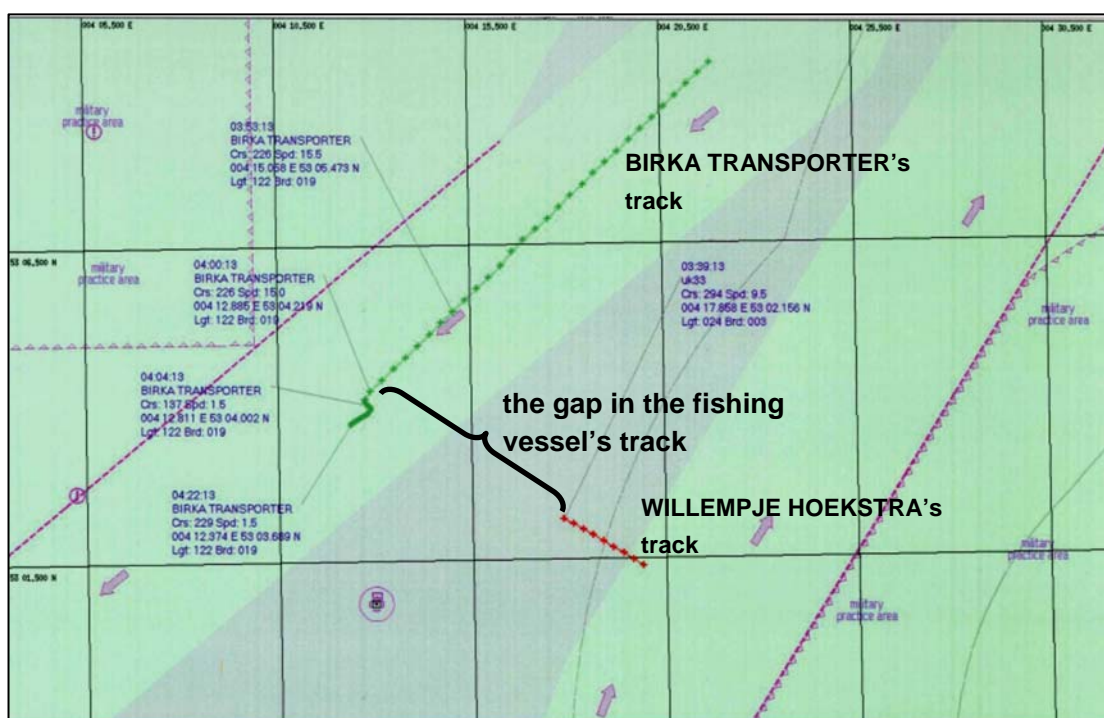 004 05,500 E
004 10,500 E
004 15,500 E
004 20,500 E
004 25,500 E
004 30,500 E
military
practice area
03:53:13
BIRKA TRANSPORTER
Crs: 226 Spd: 15.5
004 15.058 E 53 05.473 N
Lgt: 122 Brd: 019
BIRKA TRANSPORTER's
track
53 06,500 N
military
practice area
04:00:13
BIRKA TRANSPORTER
Crs: 226 Spd: 15.0
004 12.885 E 53 04.219 N
Lgt: 122 Brd: 019
03:39:13
uk33
Crs: 294 Spd: 9.5
004 17.858 E 53 02.156 N
Lgt: 024 Brd: 003
military
practice area
04:04:13
BIRKA TRANSPORTER
Crs: 137 Spd: 1.5
004 12.811 E 53 04.002 N
Lgt: 122 Brd: 019
the gap in the fishing
vessel's track
04:22:13
BIRKA TRANSPORTER
Crs: 229 Spd: 1.5
004 12.374 E 53 03.689 N
Lgt: 122 Brd: 019
WILLEMPJE HOEKSTRA's
track
53 01,500 N
military
practice area